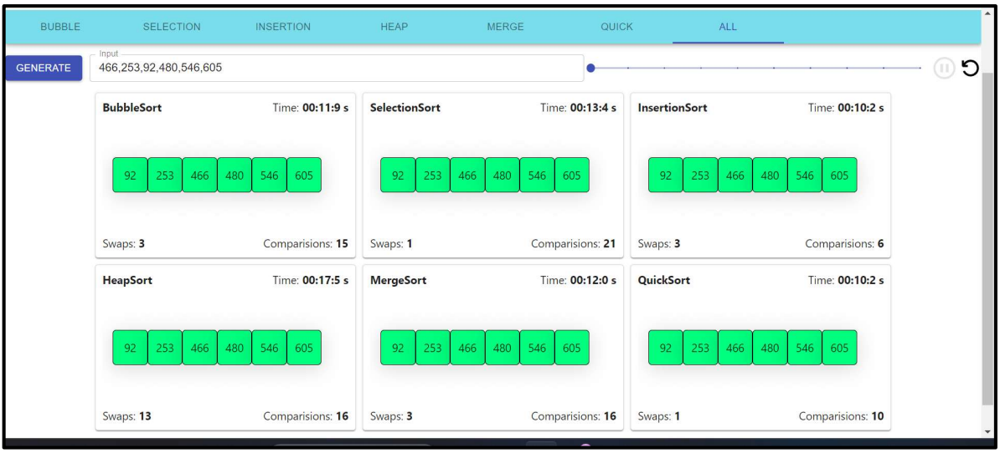 BUBBLE SELECTION INSERTION HEAP MERGE QUICK ALL
GENERATE
Input
466,253,92,480,546,605
BubbleSort Time: 00:11:9 s
92 253 466 480 546 605
Swaps: 3 Comparisions: 15
SelectionSort Time: 00:13:4 s
92 253 466 480 546 605
Swaps: 1 Comparisions: 21
InsertionSort Time: 00:10:2 s
92 253 466 480 546 605
Swaps: 3 Comparisions: 6
HeapSort Time: 00:17:5 s
92 253 466 480 546 605
Swaps: 13 Comparisions: 16
MergeSort Time: 00:12:0 s
92 253 466 480 546 605
Swaps: 3 Comparisions: 16
QuickSort Time: 00:10:2 s
92 253 466 480 546 605
Swaps: 1 Comparisions: 10